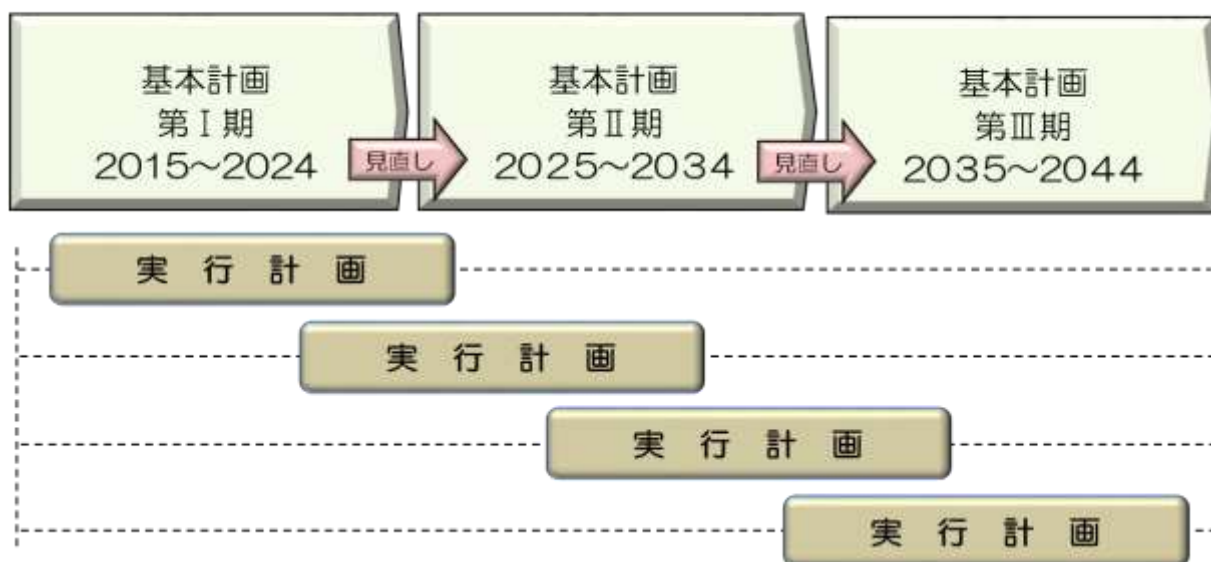 基本計画
第Ⅰ期
2015～2024
見直し
基本計画
第Ⅱ期
2025～2034
見直し
基本計画
第Ⅲ期
2035～2044
実行計画
実行計画
実行計画
実行計画